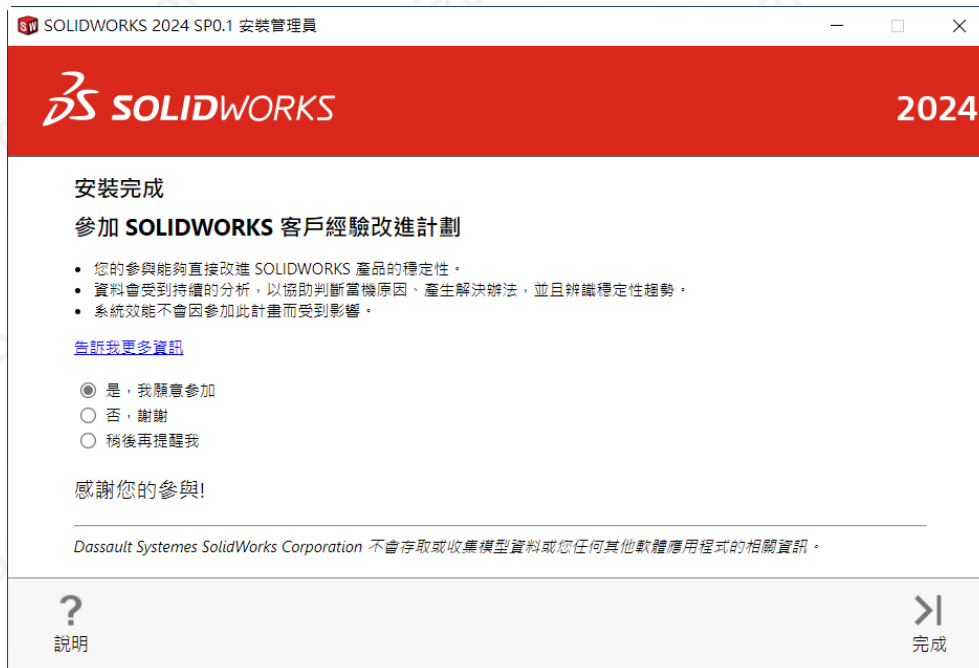 SOLIDWORKS 2024 SP0.1 安裝管理員
SOLIDWORKS
2024
安裝完成
參加 SOLIDWORKS 客戶經驗改進計劃
• 您的參與能夠直接改進 SOLIDWORKS 產品的穩定性。
• 資料會受到持續的分析，以協助判斷當機原因、產生解決辦法，並且辨識穩定性趨勢。
• 系統效能不會因參加此計畫而受到影響。
告訴我更多資訊
是，我願意參加
否，謝謝
稍後再提醒我
感謝您的參與!
Dassault Systemes SolidWorks Corporation 不會存取或收集模型資料或您任何其他軟體應用程式的相關資訊。
?
說明
完成